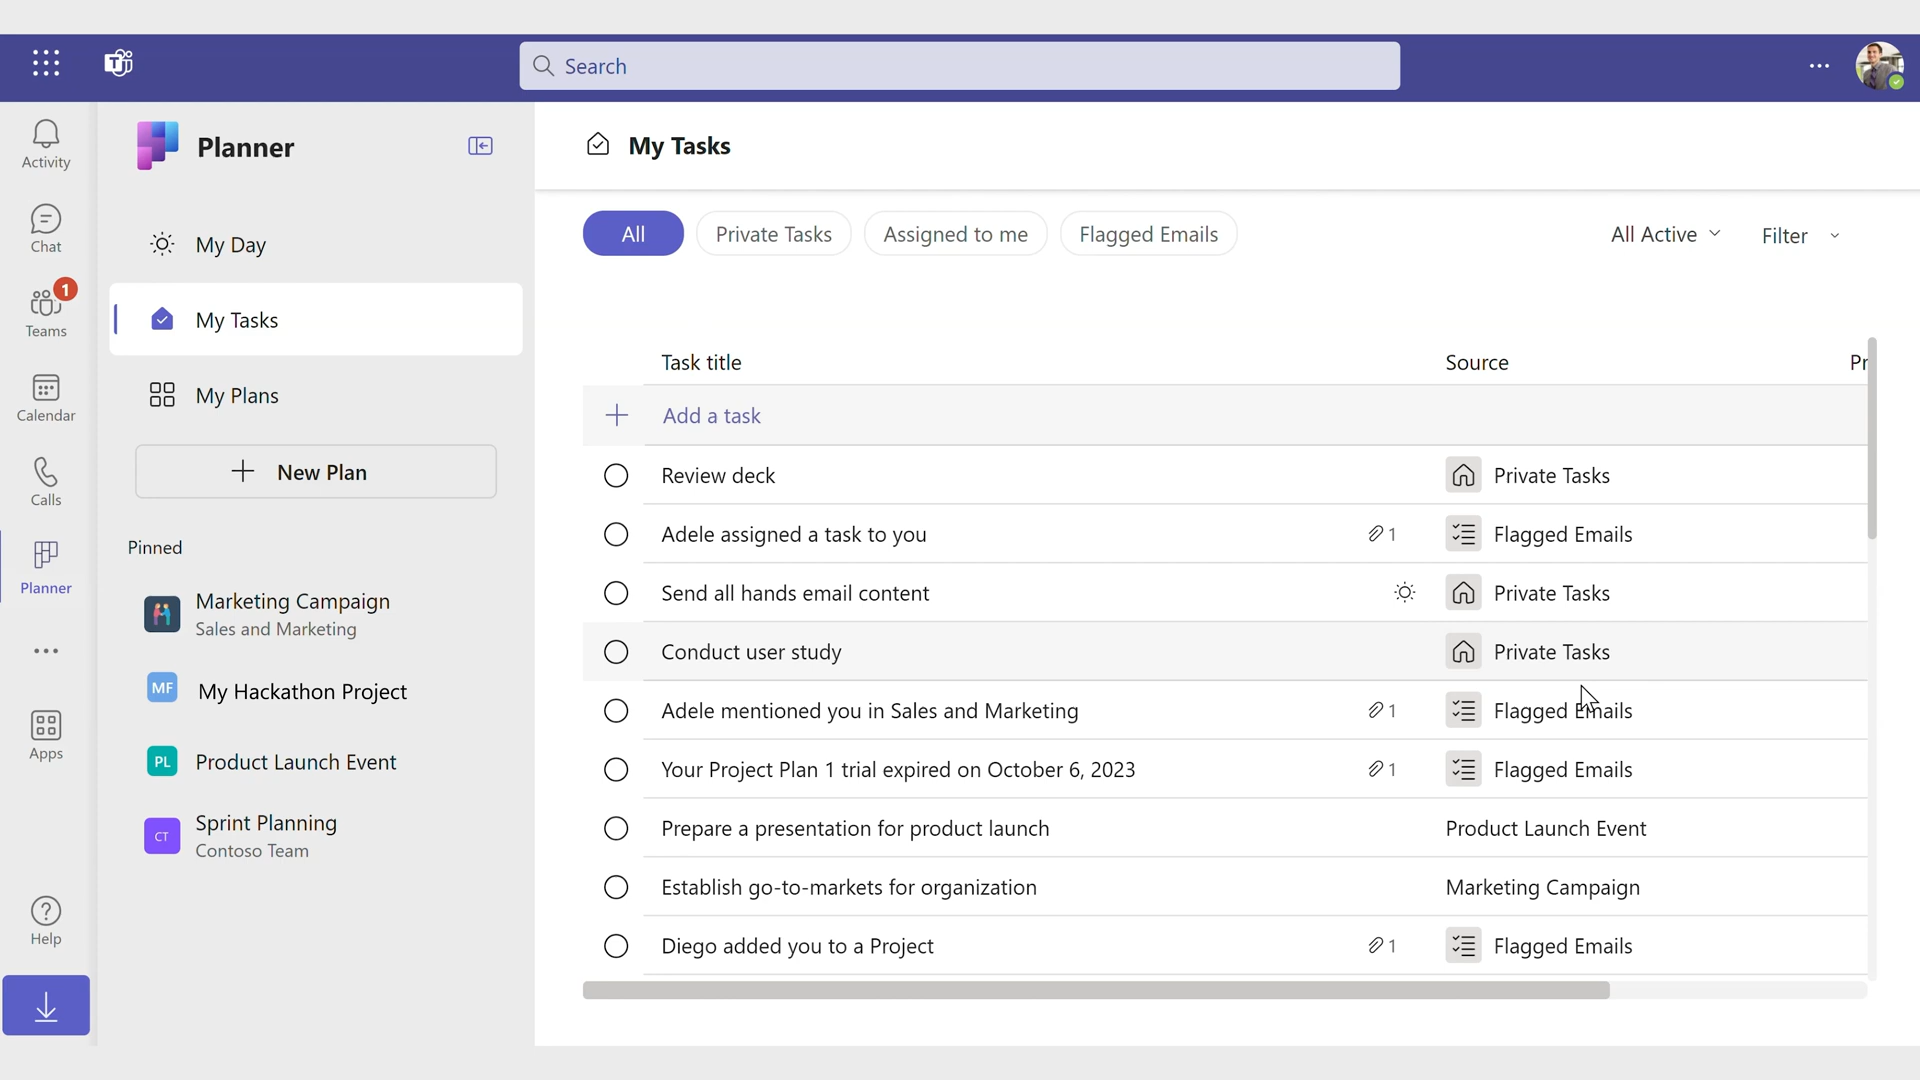 Search
Activity
Chat
1
Teams
Calendar
Calls
Planner
Apps
Help
Planner
My Day
My Tasks
My Plans
New Plan
Pinned
Marketing Campaign
Sales and Marketing
MF My Hackathon Project
PL Product Launch Event
CT Sprint Planning
Contoso Team
My Tasks
All Private Tasks Assigned to me Flagged Emails All Active Filter
Task title Source Pr
Add a task
Review deck Private Tasks
Adele assigned a task to you 1 Flagged Emails
Send all hands email content Private Tasks
Conduct user study Private Tasks
Adele mentioned you in Sales and Marketing 1 Flagged Emails
Your Project Plan 1 trial expired on October 6, 2023 1 Flagged Emails
Prepare a presentation for product launch Product Launch Event
Establish go-to-markets for organization Marketing Campaign
Diego added you to a Project 1 Flagged Emails